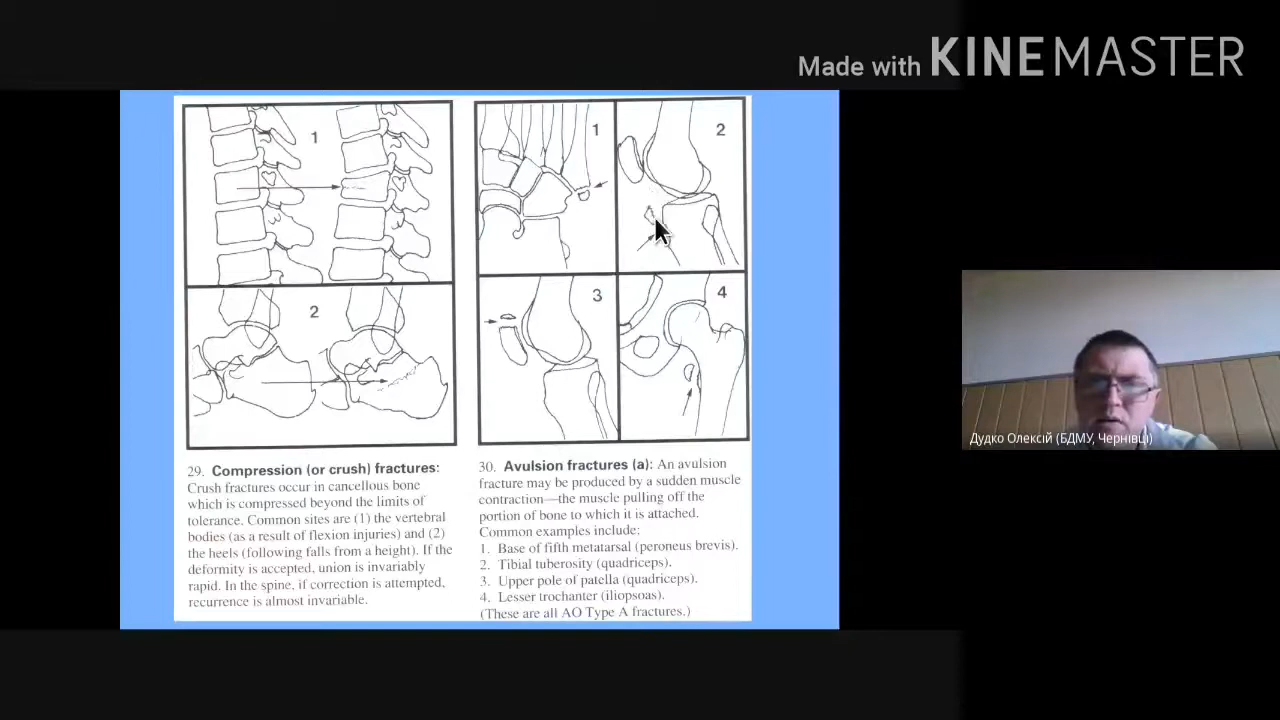 Made with KINEMASTER
1
2
1
2
3
4
29. Compression (or crush) fractures:
Crush fractures occur in cancellous bone
which is compressed beyond the limits of
tolerance. Common sites are (1) the vertebral
bodies (as a result of flexion injuries) and (2)
the heels (following falls from a height). If the
deformity is accepted, union is invariably
rapid. In the spine, if correction is attempted,
recurrence is almost invariable.
30. Avulsion fractures (a): An avulsion
fracture may be produced by a sudden muscle
contraction—the muscle pulling off the
portion of bone to which it is attached.
Common examples include:
1. Base of fifth metatarsal (peroneus brevis).
2. Tibial tuberosity (quadriceps).
3. Upper pole of patella (quadriceps).
4. Lesser trochanter (iliopsoas).
(These are all AO Type A fractures.)
Дудко Олексій (БДМУ, Чернівці)